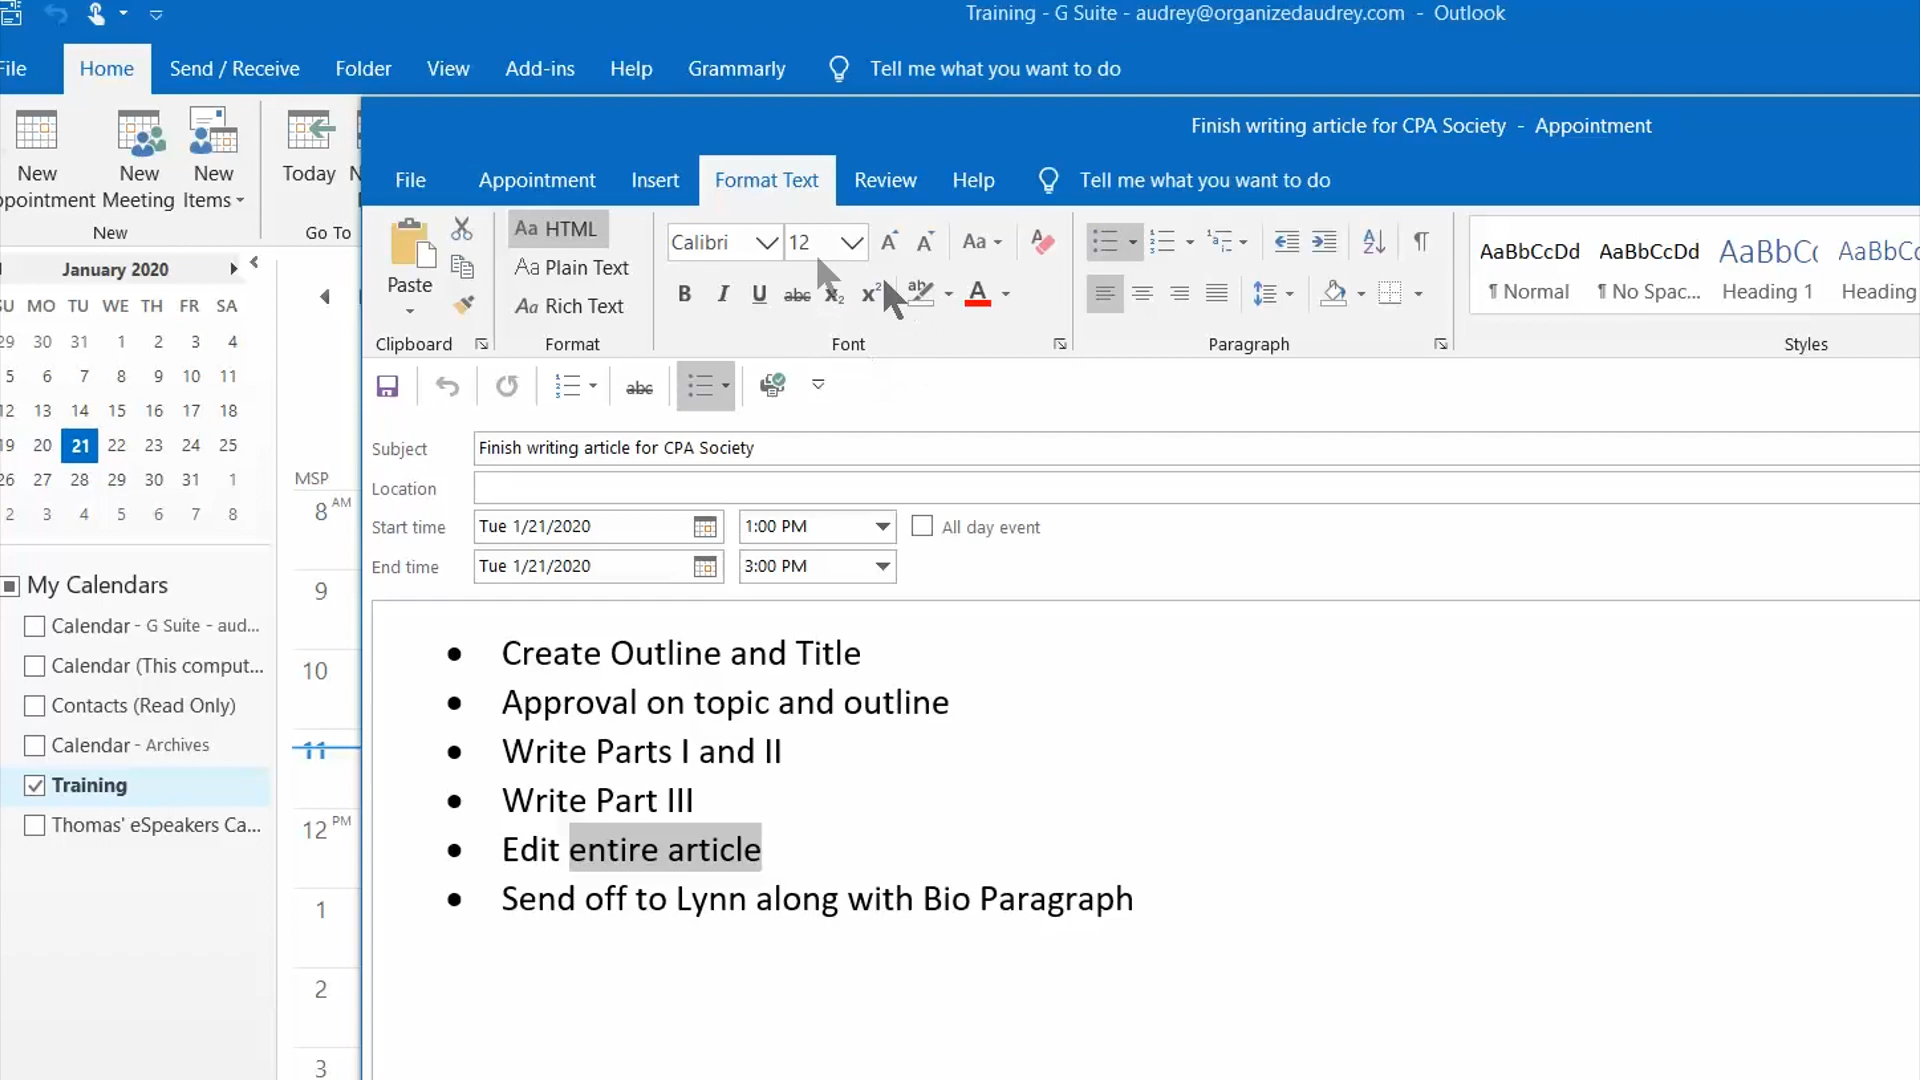 Training - G Suite - audrey@organizedaudrey.com - Outlook
File Home Send / Receive Folder View Add-ins Help Grammarly Tell me what you want to do
New Appointment
New Meeting
New Items
Today
New
Go To
Finish writing article for CPA Society - Appointment
File Appointment Insert Format Text Review Help Tell me what you want to do
Paste
Clipboard
Aa HTML
Aa Plain Text
Aa Rich Text
Format
Calibri 12
Aa
B I U abc X₂ X² ab A
Font
Paragraph
AaBbCcDd AaBbCcDd AaBbCc AaBbCc
¶ Normal ¶ No Spac... Heading 1 Heading
Styles
abc
January 2020
SU MO TU WE TH FR SA
29 30 31 1 2 3 4
5 6 7 8 9 10 11
12 13 14 15 16 17 18
19 20 21 22 23 24 25
26 27 28 29 30 31 1
2 3 4 5 6 7 8
My Calendars
Calendar - G Suite - aud...
Calendar (This comput...
Contacts (Read Only)
Calendar - Archives
Training
Thomas' eSpeakers Ca...
MSP
8 AM
9
10
11
12 PM
1
2
3
Subject Finish writing article for CPA Society
Location
Start time Tue 1/21/2020 1:00 PM All day event
End time Tue 1/21/2020 3:00 PM
• Create Outline and Title
• Approval on topic and outline
• Write Parts I and II
• Write Part III
• Edit entire article
• Send off to Lynn along with Bio Paragraph